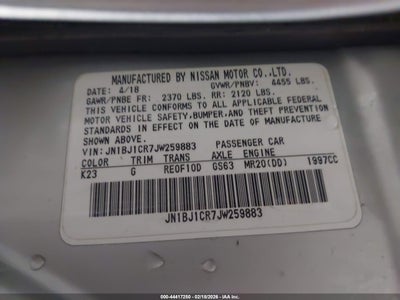 MANUFACTURED BY NISSAN MOTOR CO.,LTD.
DATE: 4/18 GVWR/PNBV: 4455 LBS.
GAWR/PNBE FR: 2370 LBS. RR: 2120 LBS.
THIS VEHICLE CONFORMS TO ALL APPLICABLE FEDERAL
MOTOR VEHICLE SAFETY,BUMPER,AND THEFT PREVENTION
STANDARDS IN EFFECT ON THE DATE OF MANUFACTURE
SHOWN ABOVE.
VIN: JN1BJ1CR7JW259883 PASSENGER CAR
COLOR TRIM TRANS AXLE ENGINE
K23 G RE0F10D GS63 MR20(DD) 1997CC
JN1BJ1CR7JW259883
000-44417250 - 02/18/2026 - IAAI.COM